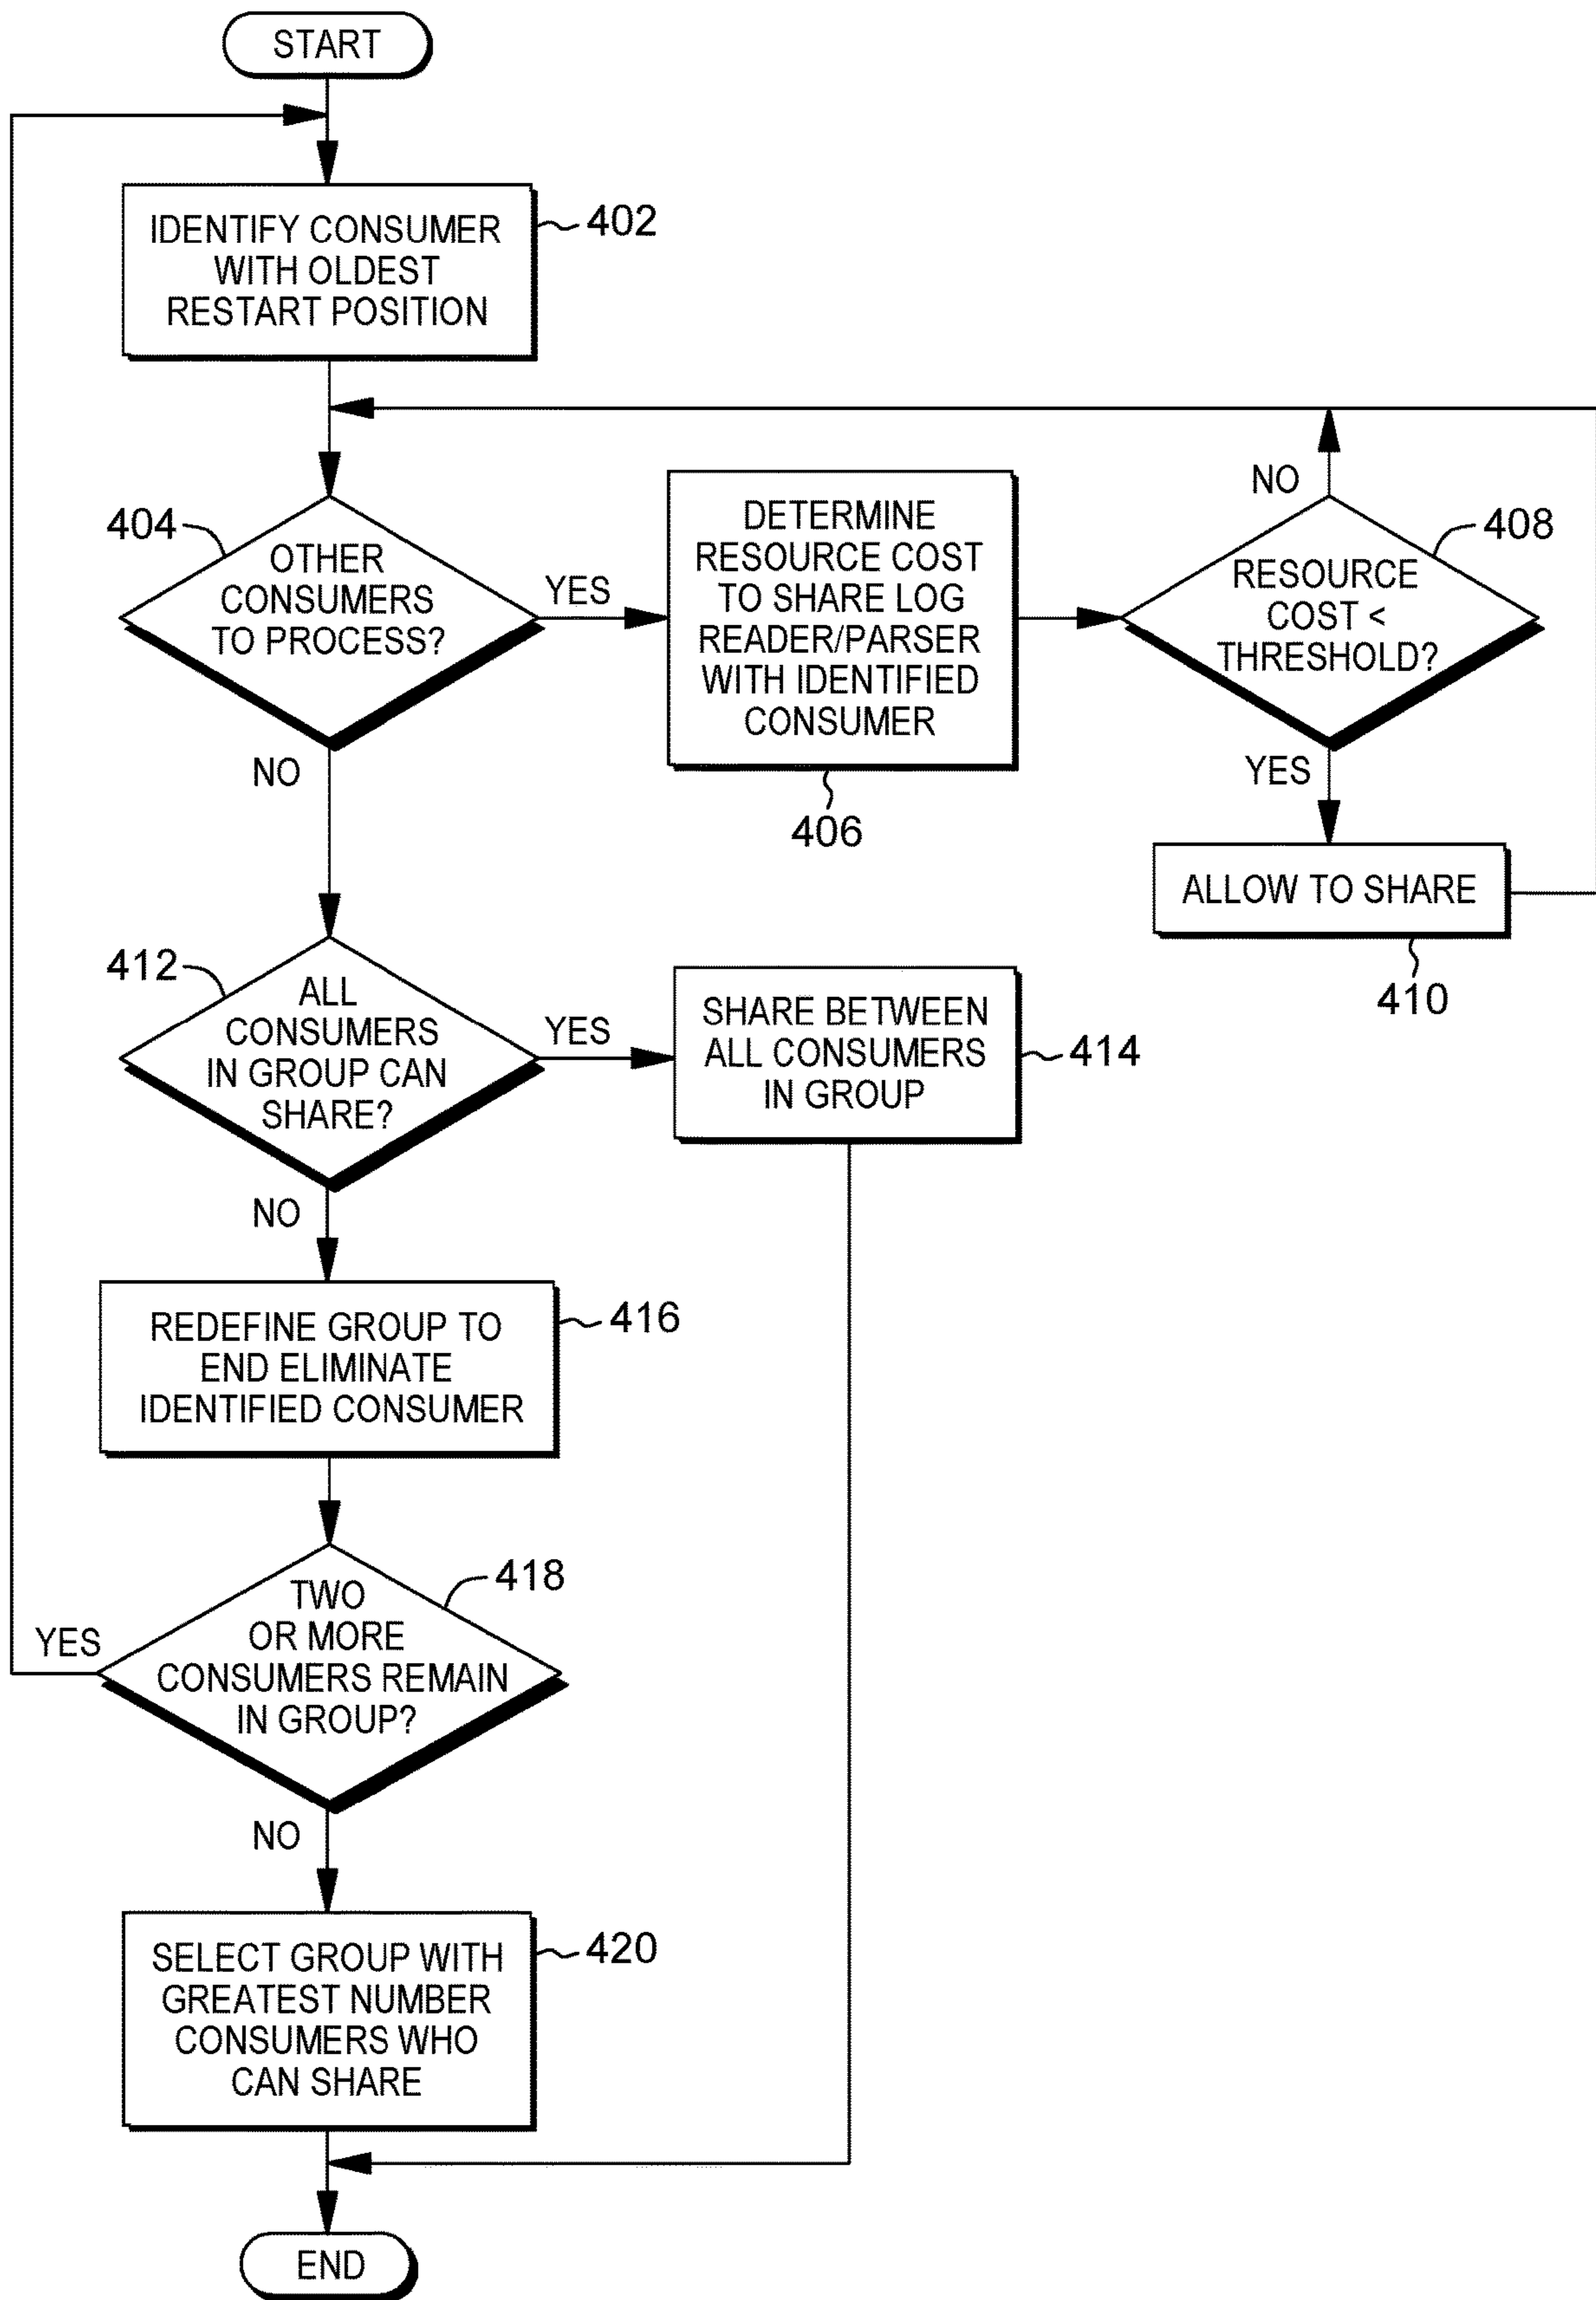 START
IDENTIFY CONSUMER
WITH OLDEST
RESTART POSITION
402
404
OTHER
CONSUMERS
TO PROCESS?
YES
NO
DETERMINE
RESOURCE COST
TO SHARE LOG
READER/PARSER
WITH IDENTIFIED
CONSUMER
406
NO
408
RESOURCE
COST <
THRESHOLD?
YES
ALLOW TO SHARE
410
412
ALL
CONSUMERS
IN GROUP CAN
SHARE?
YES
NO
SHARE BETWEEN
ALL CONSUMERS
IN GROUP
414
REDEFINE GROUP TO
END ELIMINATE
IDENTIFIED CONSUMER
416
418
TWO
OR MORE
CONSUMERS REMAIN
IN GROUP?
YES
NO
SELECT GROUP WITH
GREATEST NUMBER
CONSUMERS WHO
CAN SHARE
420
END